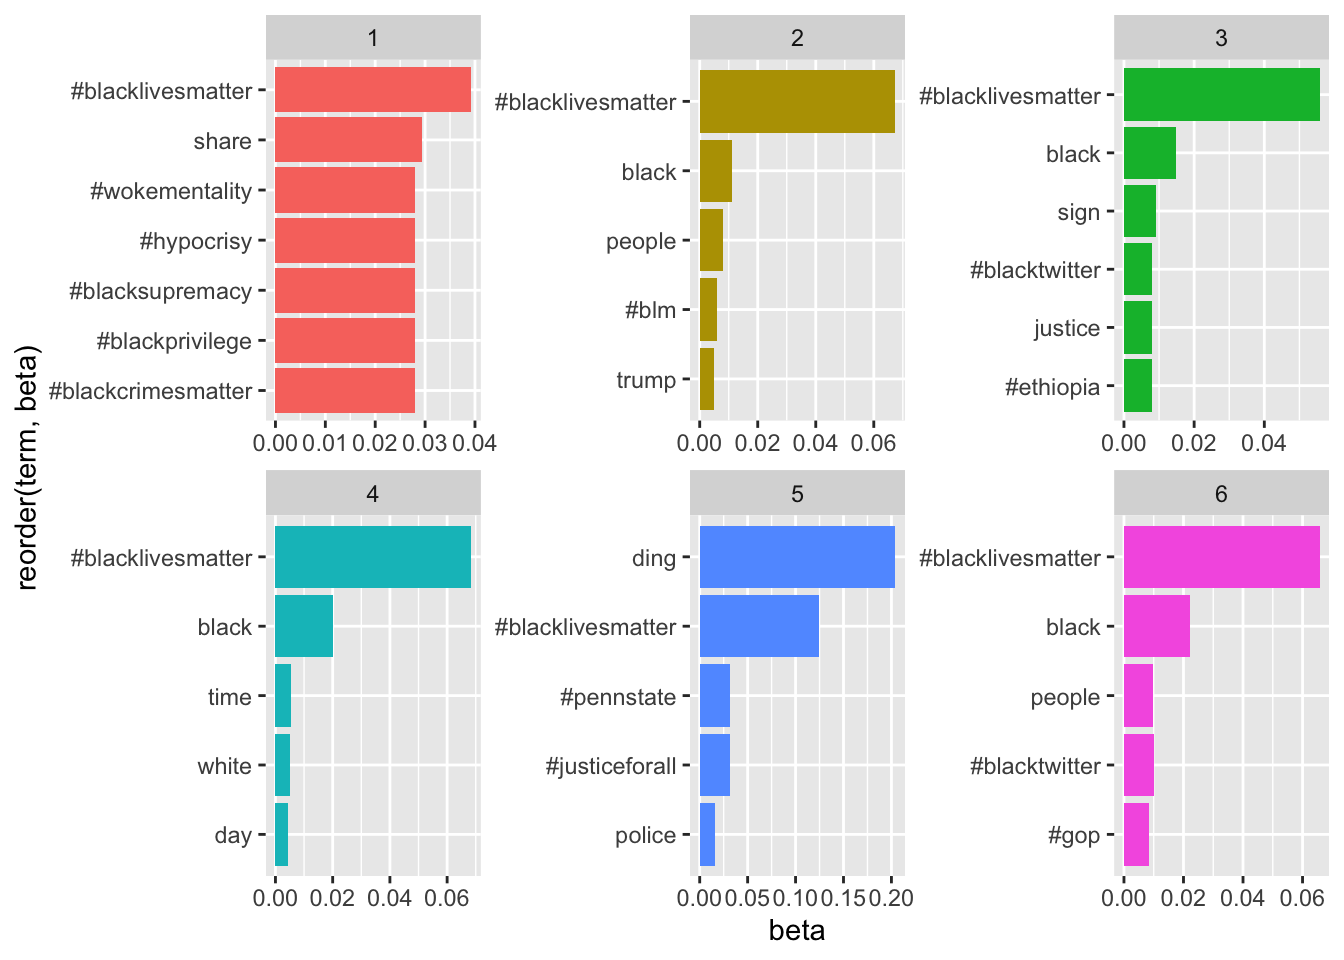 1
#blacklivesmatter
share
#wokementality
#hypocrisy
#blacksupremacy
#blackprivilege
#blackcrimesmatter
0.00 0.01 0.02 0.03 0.04
2
#blacklivesmatter
black
people
#blm
trump
0.00 0.02 0.04 0.06
3
#blacklivesmatter
black
sign
#blacktwitter
justice
#ethiopia
0.00 0.02 0.04
4
#blacklivesmatter
black
time
white
day
0.00 0.02 0.04 0.06
5
ding
#blacklivesmatter
#pennstate
#justiceforall
police
0.00 0.05 0.10 0.15 0.20
6
#blacklivesmatter
black
people
#blacktwitter
#gop
0.00 0.02 0.04 0.06
reorder(term, beta)
beta